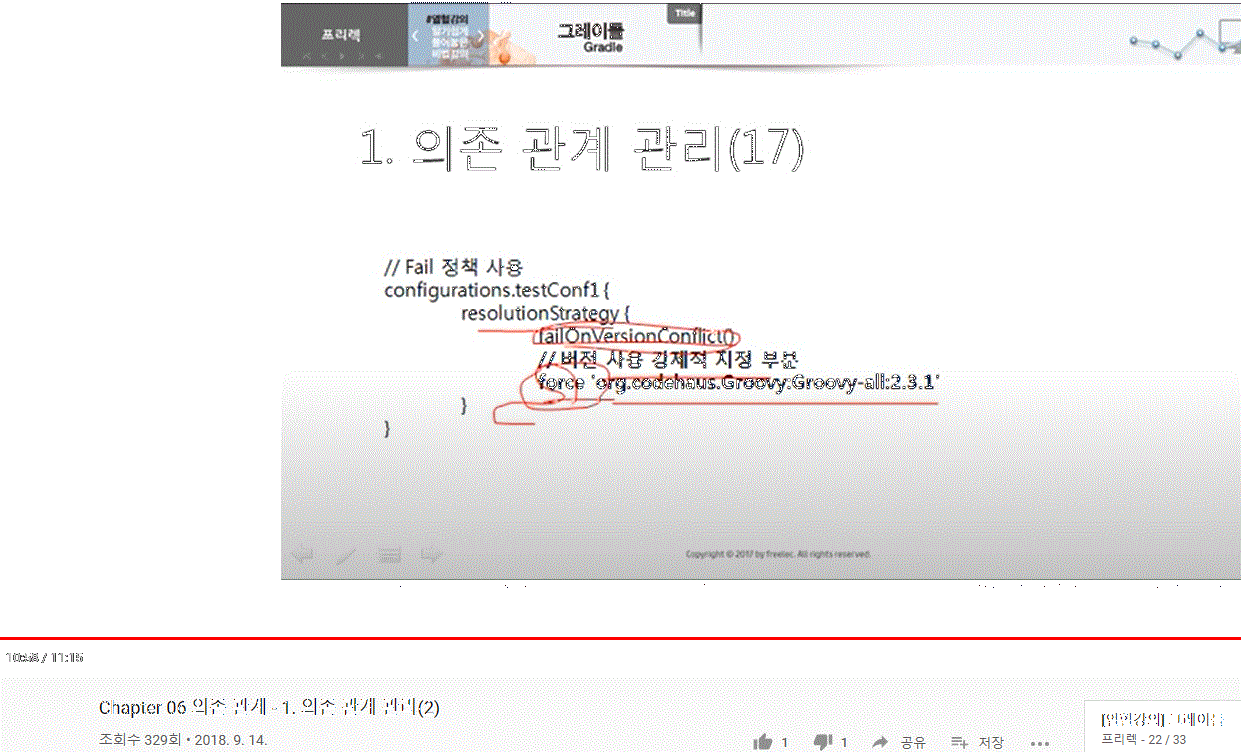 프리렉
#열혈강의
Title
그레이들
Gradle
1. 의존 관계 관리(17)
// Fail 정책 사용
configurations.testConf1 {
resolutionStrategy {
failOnVersionConflict()
// 버전 사용 강제적 지정 부분
force 'org.codehaus.Groovy:Groovy-all:2.3.1'
}
}
Copyright © 2017 by freelec. All rights reserved.
10:58 / 11:15
Chapter 06 의존 관계 - 1. 의존 관계 관리(2)
조회수 329회 • 2018. 9. 14.
1
1
공유
저장
[열혈강의] 그레이들
프리렉 - 22 / 33